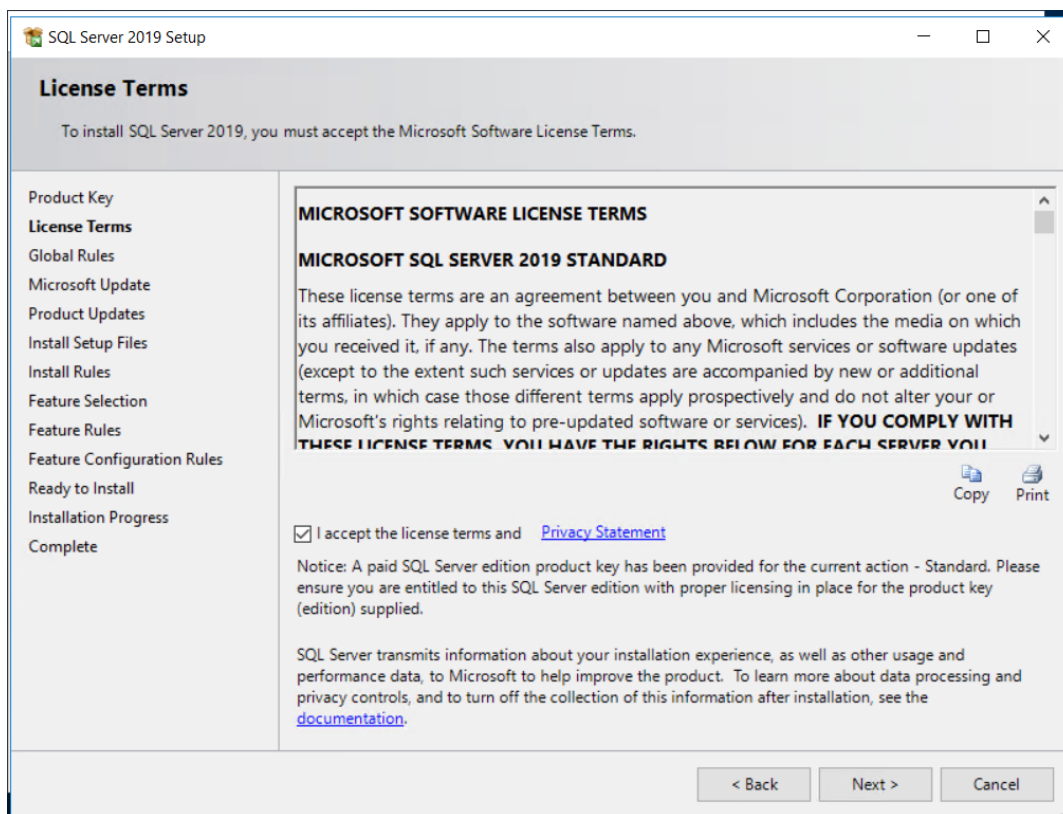 SQL Server 2019 Setup
License Terms
To install SQL Server 2019, you must accept the Microsoft Software License Terms.
Product Key
License Terms
Global Rules
Microsoft Update
Product Updates
Install Setup Files
Install Rules
Feature Selection
Feature Rules
Feature Configuration Rules
Ready to Install
Installation Progress
Complete
MICROSOFT SOFTWARE LICENSE TERMS
MICROSOFT SQL SERVER 2019 STANDARD
These license terms are an agreement between you and Microsoft Corporation (or one of
its affiliates). They apply to the software named above, which includes the media on which
you received it, if any. The terms also apply to any Microsoft services or software updates
(except to the extent such services or updates are accompanied by new or additional
terms, in which case those different terms apply prospectively and do not alter your or
Microsoft's rights relating to pre-updated software or services). IF YOU COMPLY WITH
THESE LICENSE TERMS, YOU HAVE THE RIGHTS BELOW FOR EACH SERVER YOU
Copy Print
I accept the license terms and Privacy Statement
Notice: A paid SQL Server edition product key has been provided for the current action - Standard. Please
ensure you are entitled to this SQL Server edition with proper licensing in place for the product key
(edition) supplied.
SQL Server transmits information about your installation experience, as well as other usage and
performance data, to Microsoft to help improve the product. To learn more about data processing and
privacy controls, and to turn off the collection of this information after installation, see the
documentation.
< Back Next > Cancel